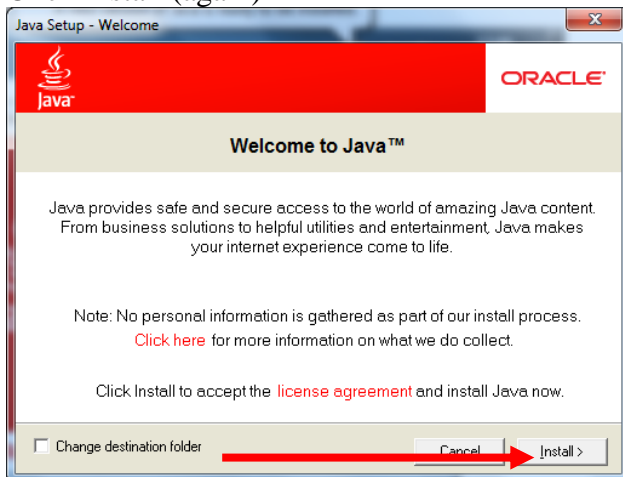 Java Setup - Welcome
Java™
ORACLE®
Welcome to Java™
Java provides safe and secure access to the world of amazing Java content.
From business solutions to helpful utilities and entertainment, Java makes
your internet experience come to life.
Note: No personal information is gathered as part of our install process.
Click here for more information on what we do collect.
Click Install to accept the license agreement and install Java now.
Change destination folder
Cancel
Install >